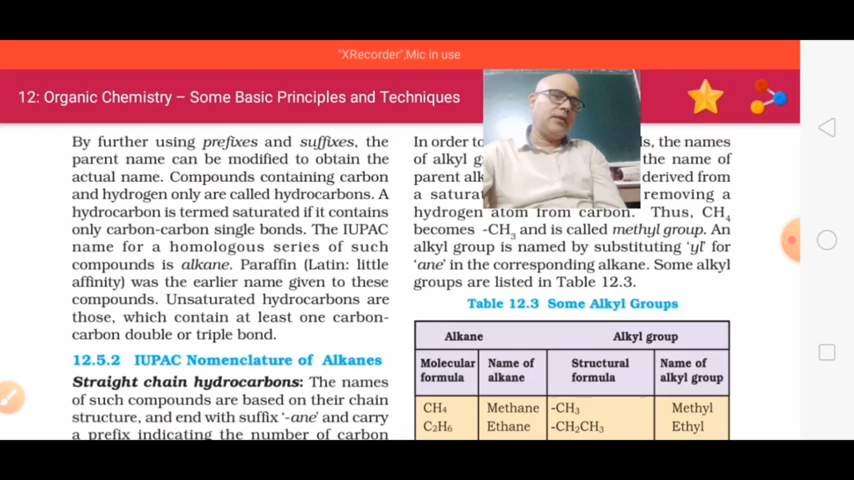 "XRecorder",Mic in use
12: Organic Chemistry – Some Basic Principles and Techniques
By further using prefixes and suffixes, the
parent name can be modified to obtain the
actual name. Compounds containing carbon
and hydrogen only are called hydrocarbons. A
hydrocarbon is termed saturated if it contains
only carbon-carbon single bonds. The IUPAC
name for a homologous series of such
compounds is alkane. Paraffin (Latin: little
affinity) was the earlier name given to these
compounds. Unsaturated hydrocarbons are
those, which contain at least one carbon-
carbon double or triple bond.
12.5.2 IUPAC Nomenclature of Alkanes
Straight chain hydrocarbons: The names
of such compounds are based on their chain
structure, and end with suffix '-ane' and carry
a prefix indicating the number of carbon
In order to the names
of alkyl the name of
parent derived from
a removing a
hydrogen atom from carbon. Thus, CH₄
becomes -CH₃ and is called methyl group. An
alkyl group is named by substituting 'yl' for
'ane' in the corresponding alkane. Some alkyl
groups are listed in Table 12.3.
Table 12.3 Some Alkyl Groups
Alkane Alkyl group
Molecular formula Name of alkane Structural formula Name of alkyl group
CH₄ Methane -CH₃ Methyl
C₂H₆ Ethane -CH₂CH₃ Ethyl